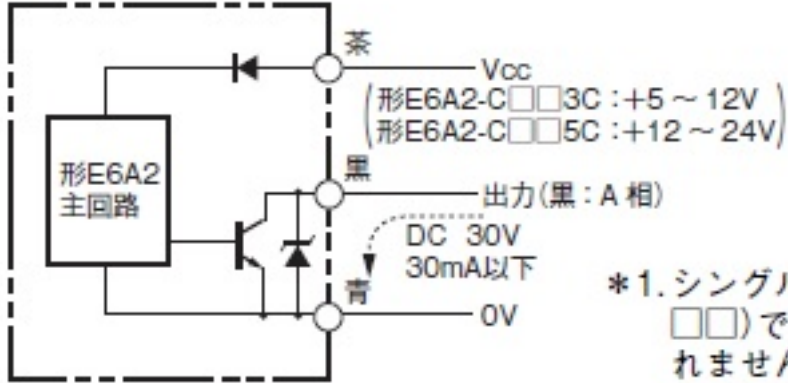 茶
Vcc
(形E6A2-C□□3C：+5～12V
形E6A2-C□□5C：+12～24V)
形E6A2
主回路
黒
出力(黒：A相)
DC 30V
30mA以下
青
0V
*1.シングル
□□)で
れません